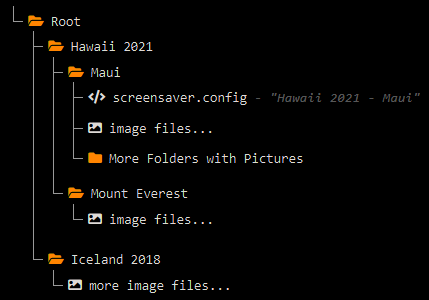 Root
Hawaii 2021
Maui
screensaver.config - "Hawaii 2021 - Maui"
image files...
More Folders with Pictures
Mount Everest
image files...
Iceland 2018
more image files...